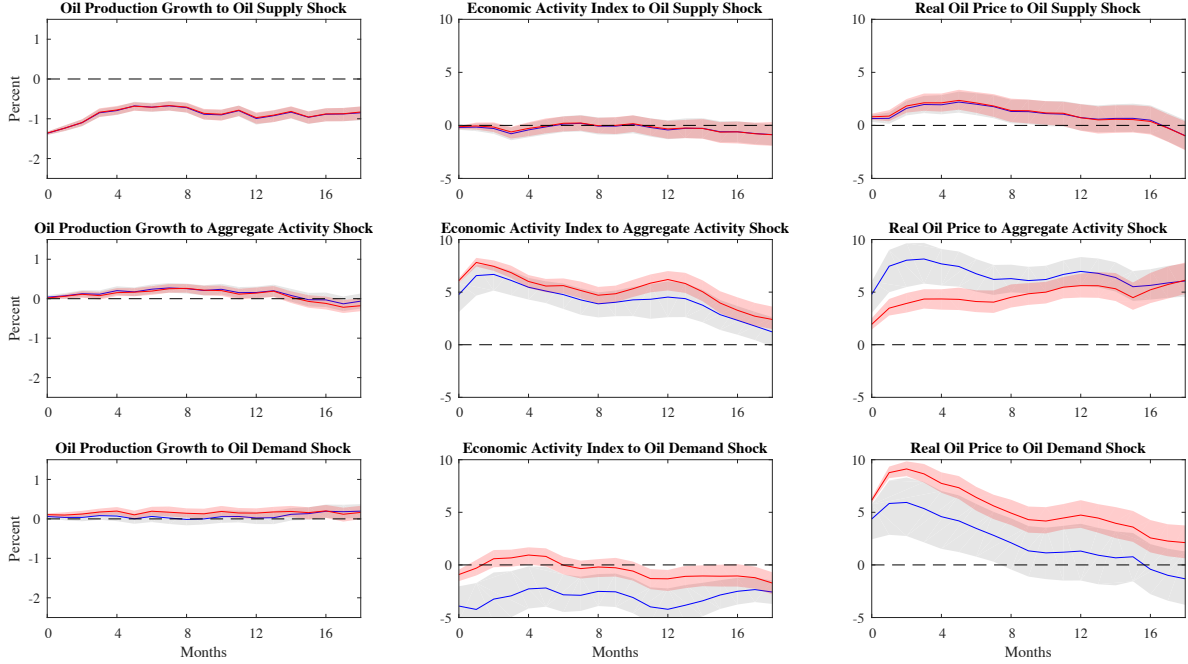 Oil Production Growth to Oil Supply Shock
Economic Activity Index to Oil Supply Shock
Real Oil Price to Oil Supply Shock
Percent
1
0
-1
-2
0 4 8 12 16
10
5
0
-5
0 4 8 12 16
10
5
0
-5
0 4 8 12 16
Oil Production Growth to Aggregate Activity Shock
Economic Activity Index to Aggregate Activity Shock
Real Oil Price to Aggregate Activity Shock
Percent
1
0
-1
-2
0 4 8 12 16
10
5
0
-5
0 4 8 12 16
10
5
0
-5
0 4 8 12 16
Oil Production Growth to Oil Demand Shock
Economic Activity Index to Oil Demand Shock
Real Oil Price to Oil Demand Shock
Percent
1
0
-1
-2
0 4 8 12 16
Months
10
5
0
-5
0 4 8 12 16
Months
10
5
0
-5
0 4 8 12 16
Months